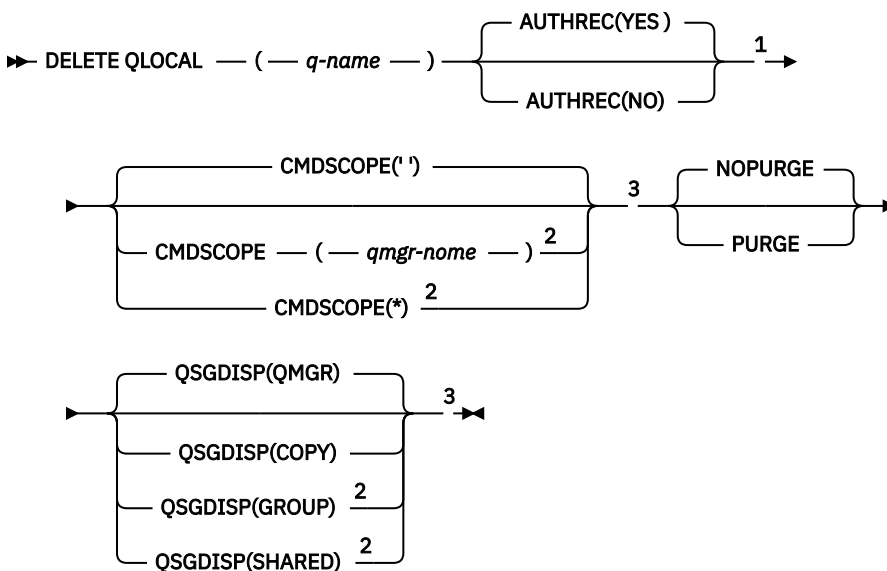 AUTHREC(YES )
DELETE QLOCAL ( q-name ) 1
AUTHREC(NO)
CMDSCOPE(' ')
3 NOPURGE
CMDSCOPE ( qmgr-nome ) 2
PURGE
CMDSCOPE(*) 2
QSGDISP(QMGR)
3
QSGDISP(COPY)
QSGDISP(GROUP) 2
QSGDISP(SHARED) 2